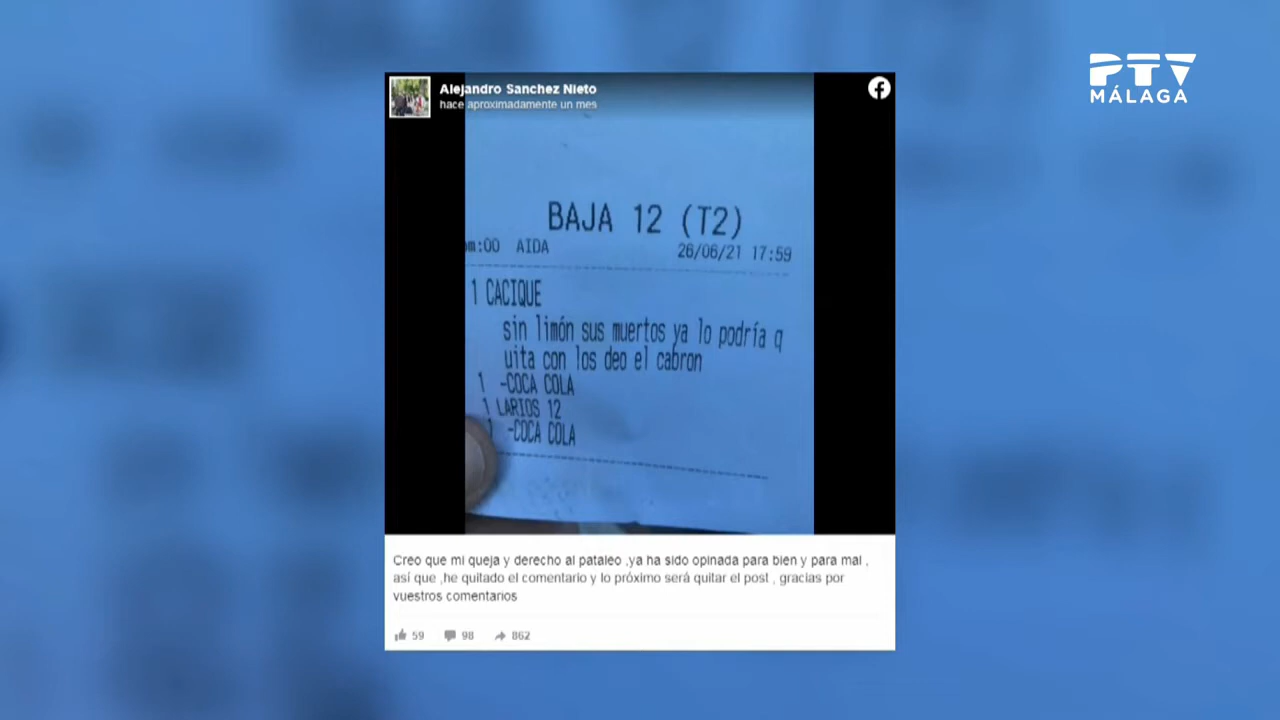 PTV
MÁLAGA
Alejandro Sanchez Nieto
hace aproximadamente un mes
BAJA 12 (T2)
m:00 AIDA 26/06/21 17:59
1 CACIQUE
sin limón sus muertos ya lo podría q
uita con los deo el cabron
1 -COCA COLA
1 LARIOS 12
1 -COCA COLA
Creo que mi queja y derecho al pataleo ,ya ha sido opinada para bien y para mal ,
así que ,he quitado el comentario y lo próximo será quitar el post , gracias por
vuestros comentarios
59 98 862